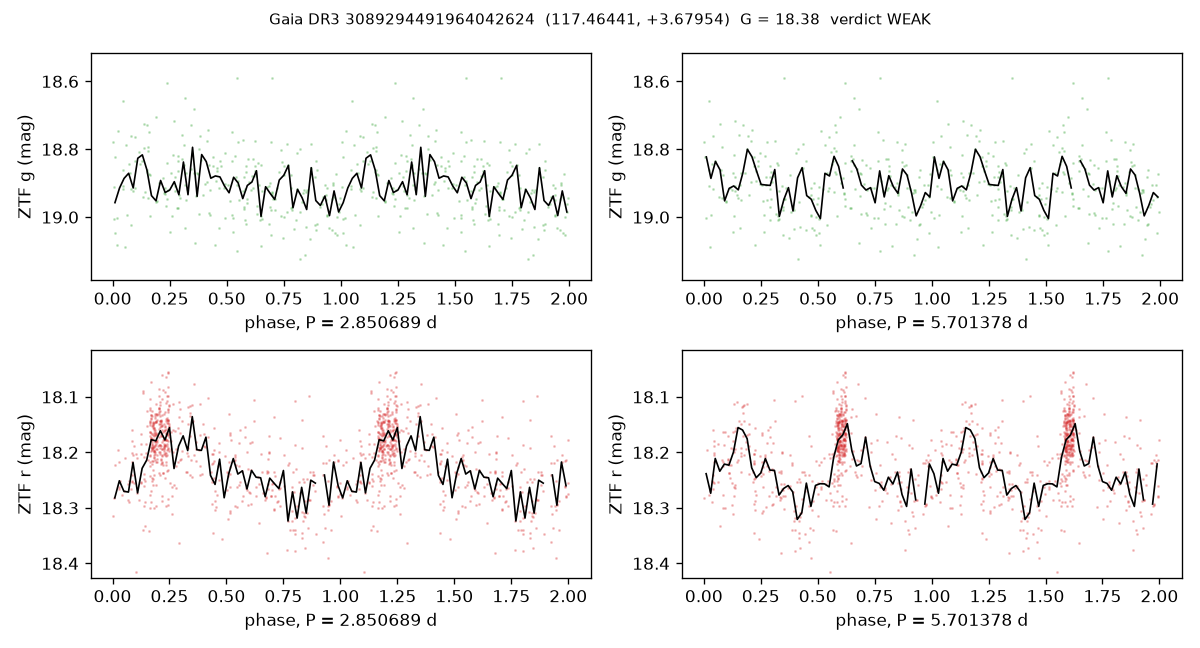 Gaia DR3 3089294491964042624 (117.46441, +3.67954) G = 18.38 verdict WEAK
ZTF g (mag)
18.6
18.8
19.0
0.00 0.25 0.50 0.75 1.00 1.25 1.50 1.75 2.00
phase, P = 2.850689 d
ZTF g (mag)
18.6
18.8
19.0
0.00 0.25 0.50 0.75 1.00 1.25 1.50 1.75 2.00
phase, P = 5.701378 d
ZTF r (mag)
18.1
18.2
18.3
18.4
0.00 0.25 0.50 0.75 1.00 1.25 1.50 1.75 2.00
phase, P = 2.850689 d
ZTF r (mag)
18.1
18.2
18.3
18.4
0.00 0.25 0.50 0.75 1.00 1.25 1.50 1.75 2.00
phase, P = 5.701378 d